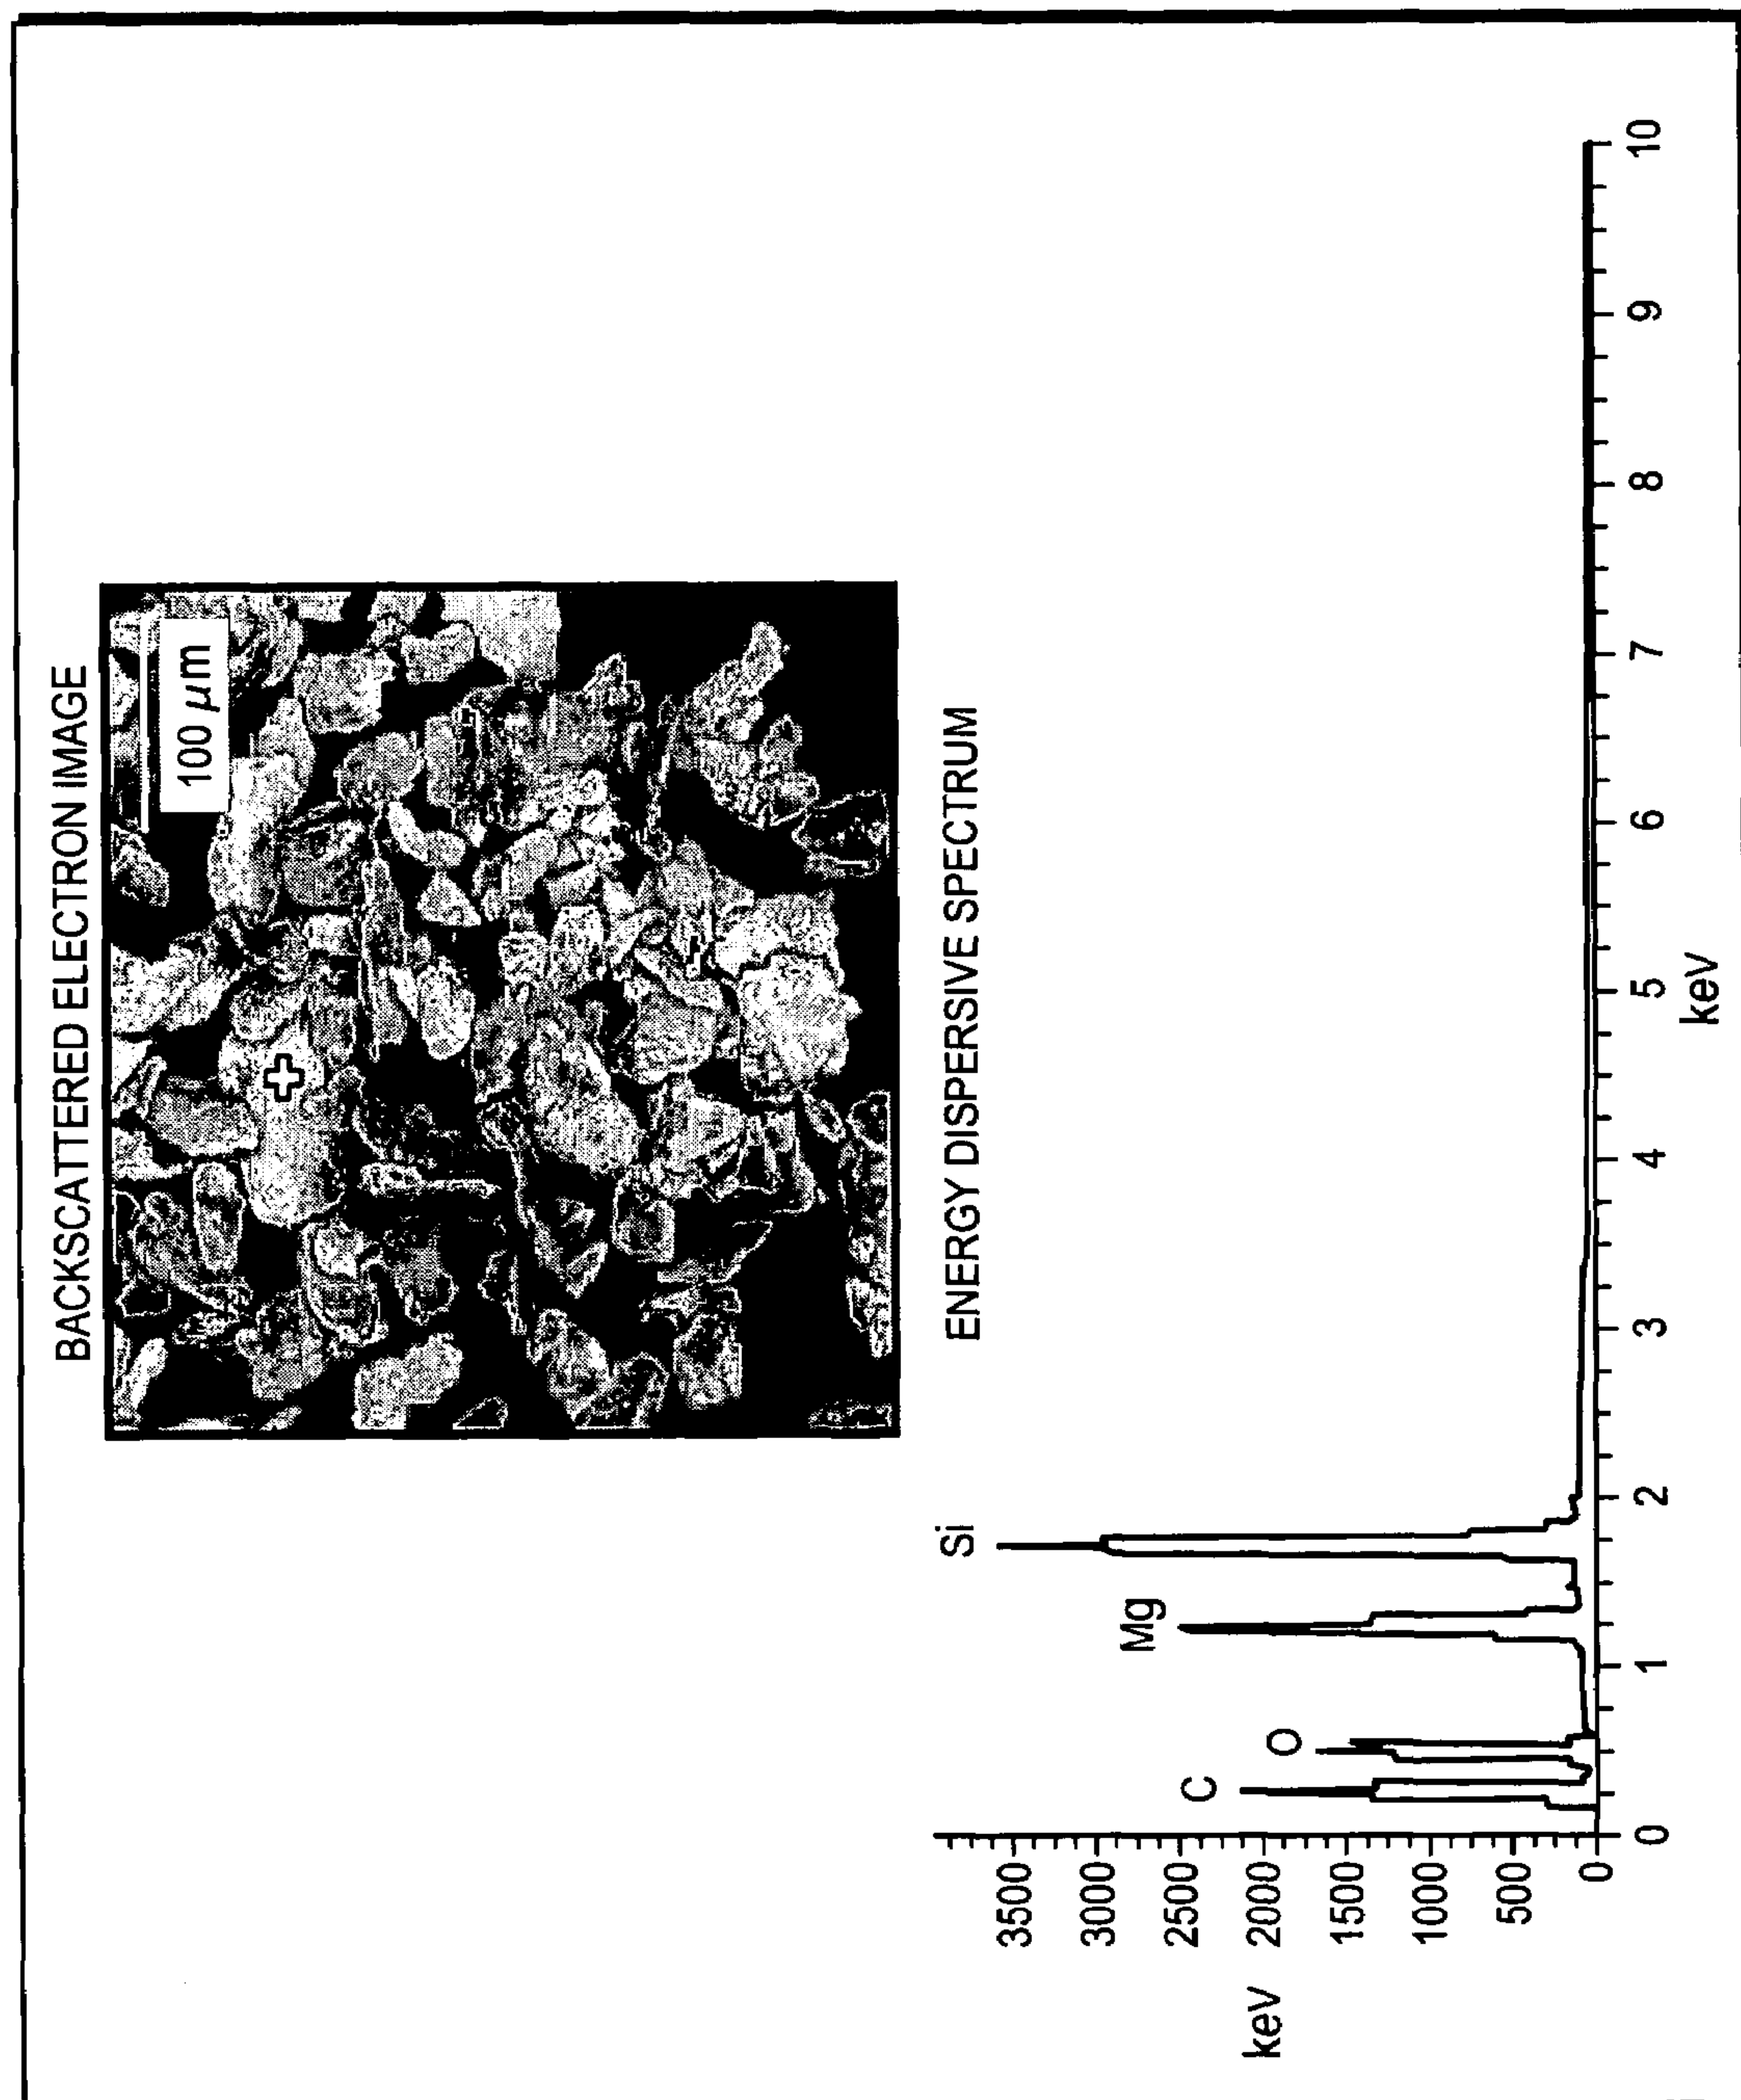 BACKSCATTERED ELECTRON IMAGE
100 μm
ENERGY DISPERSIVE SPECTRUM
Si
Mg
C
O
keV
3500
3000
2500
2000
1500
1000
500
0
0 1 2 3 4 5 6 7 8 9 10
keV